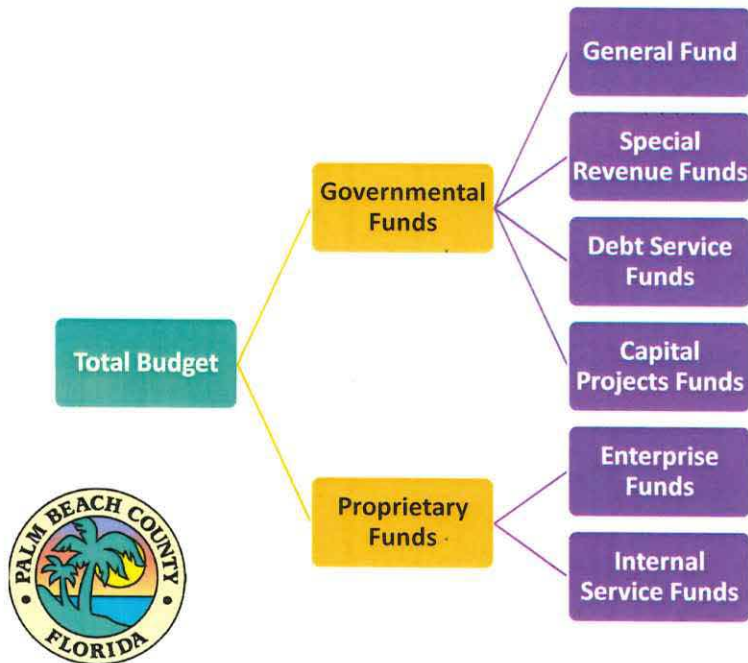 General Fund
Special
Revenue Funds
Governmental
Funds
Debt Service
Funds
Total Budget
Capital
Projects Funds
Enterprise
Funds
Proprietary
Funds
Internal
Service Funds
PALM BEACH COUNTY
FLORIDA